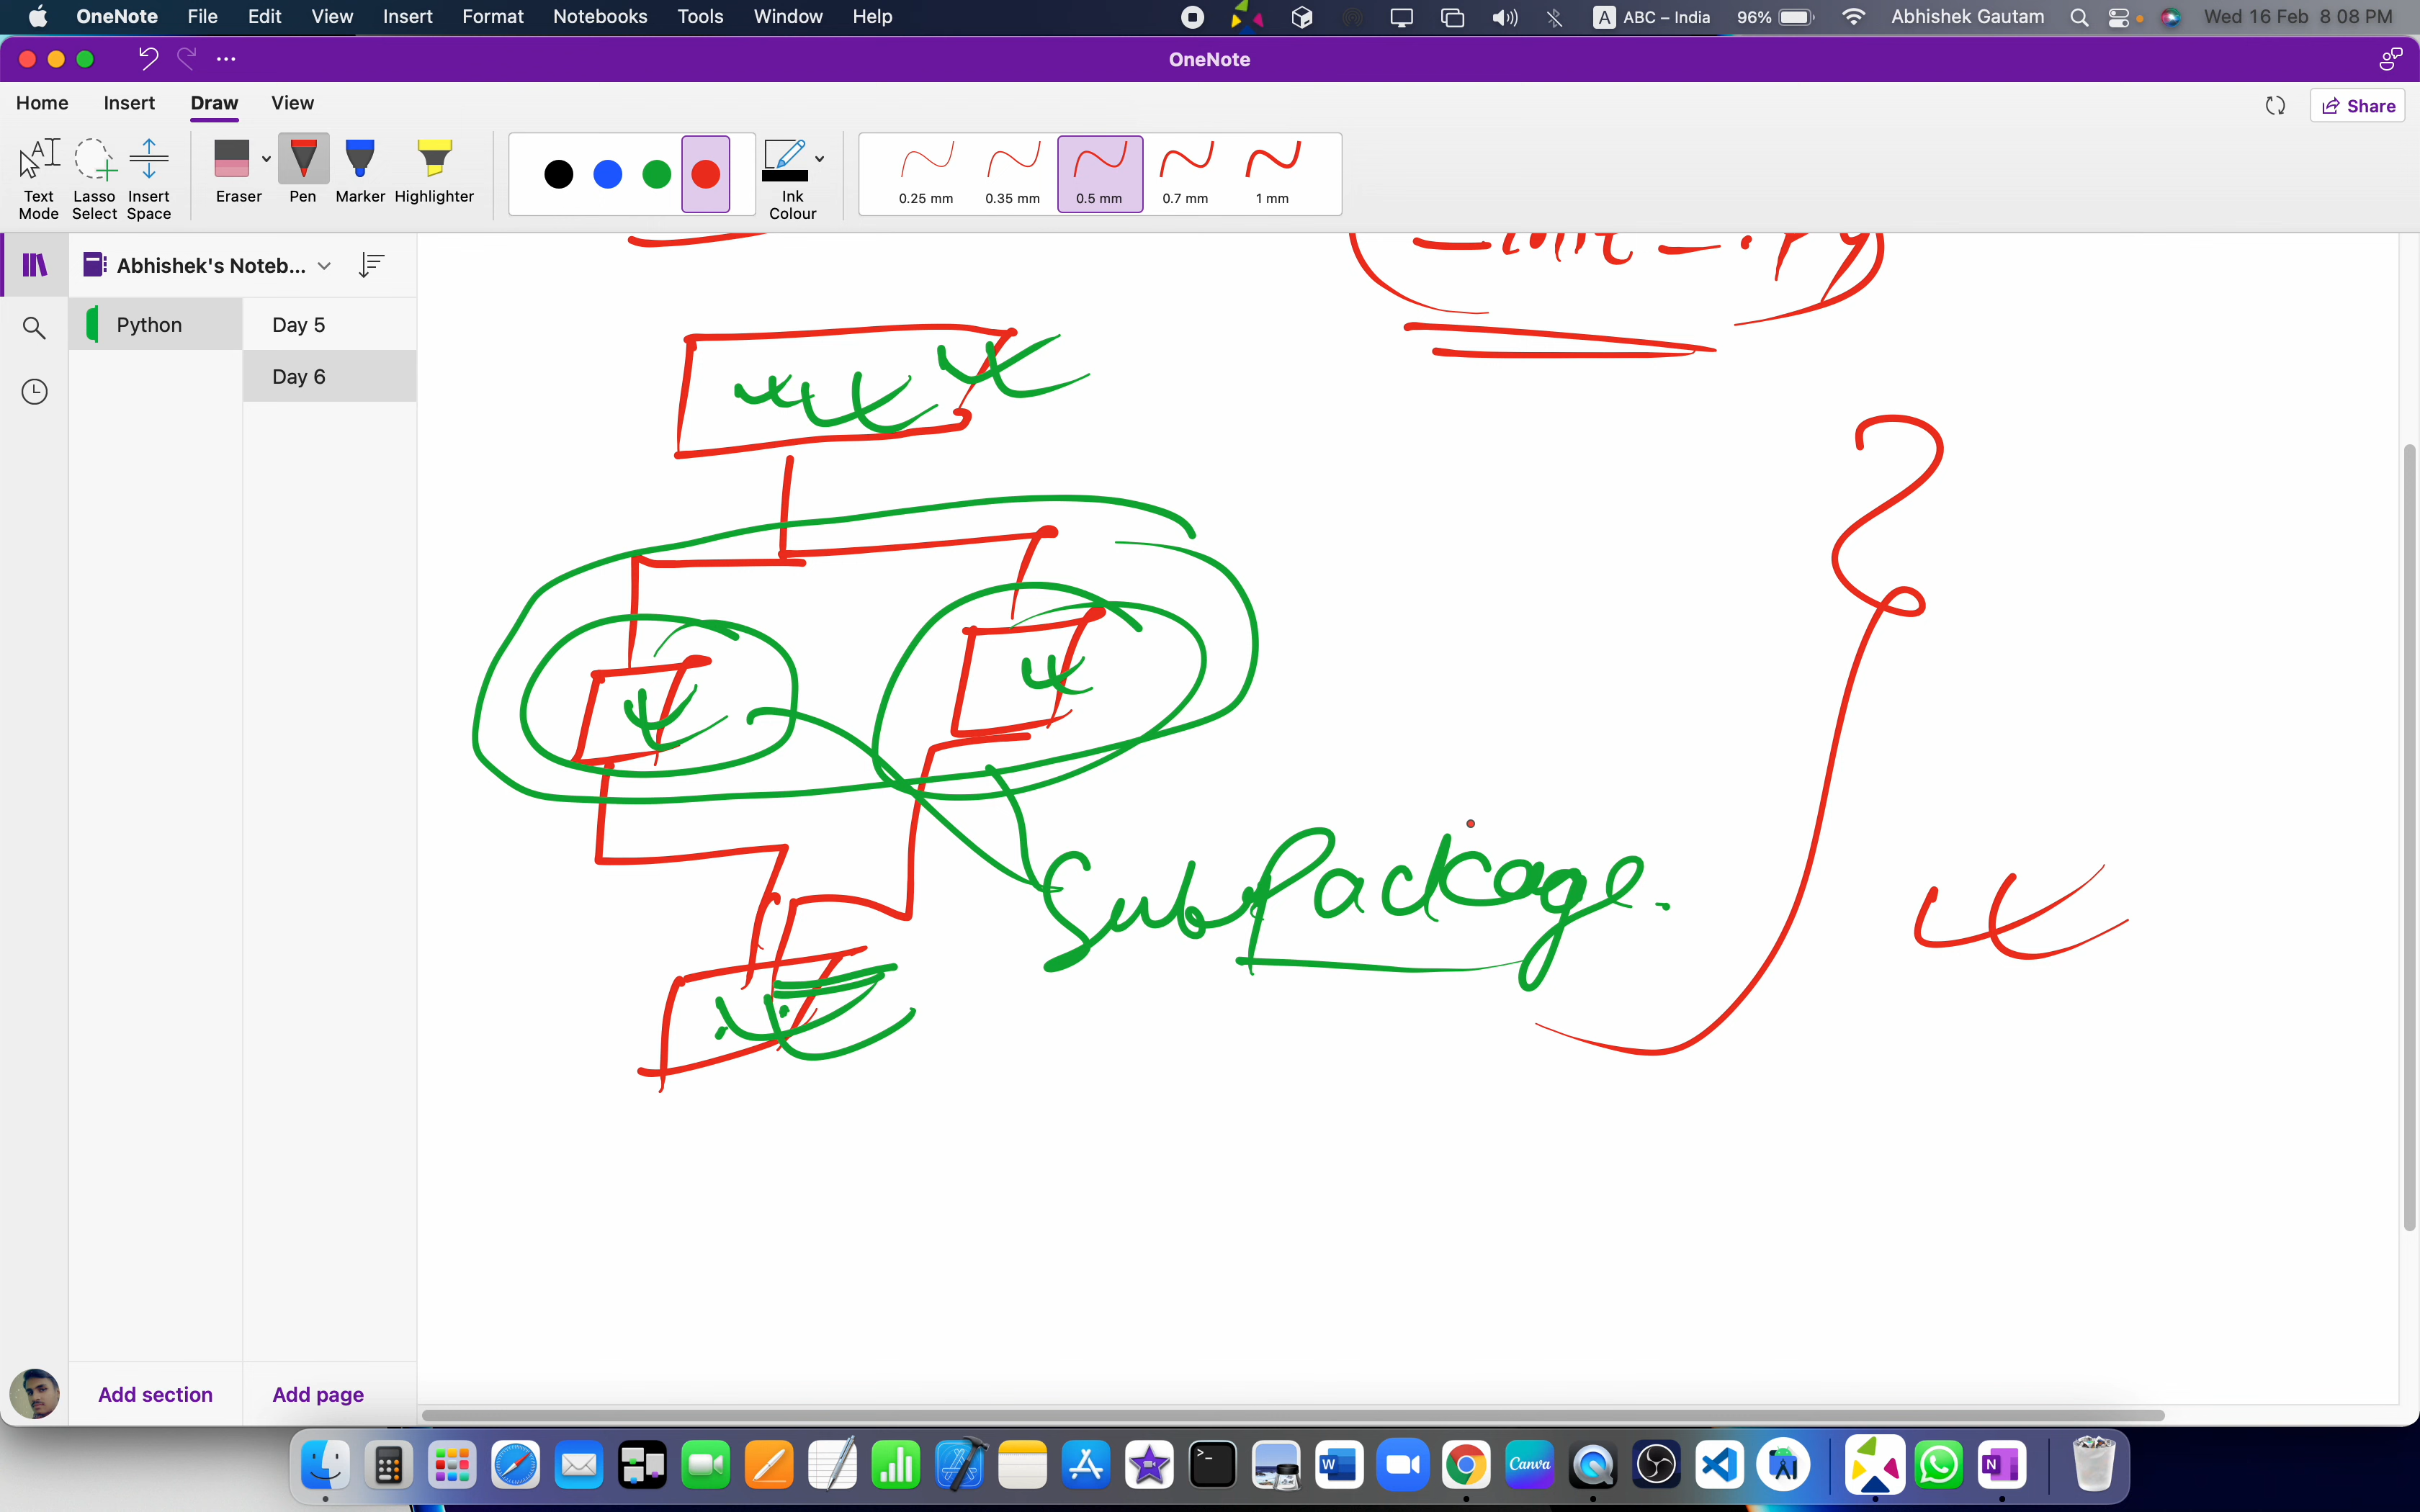 OneNote File Edit View Insert Format Notebooks Tools Window Help A ABC – India 96% Abhishek Gautam Wed 16 Feb 8 08 PM
OneNote
Home Insert Draw View Share
Text Mode Lasso Select Insert Space Eraser Pen Marker Highlighter Ink Colour 0.25 mm 0.35 mm 0.5 mm 0.7 mm 1 mm
Abhishek's Noteb...
Python Day 5
Day 6
_init_.py
SubPackage.
Add section Add page
Canva